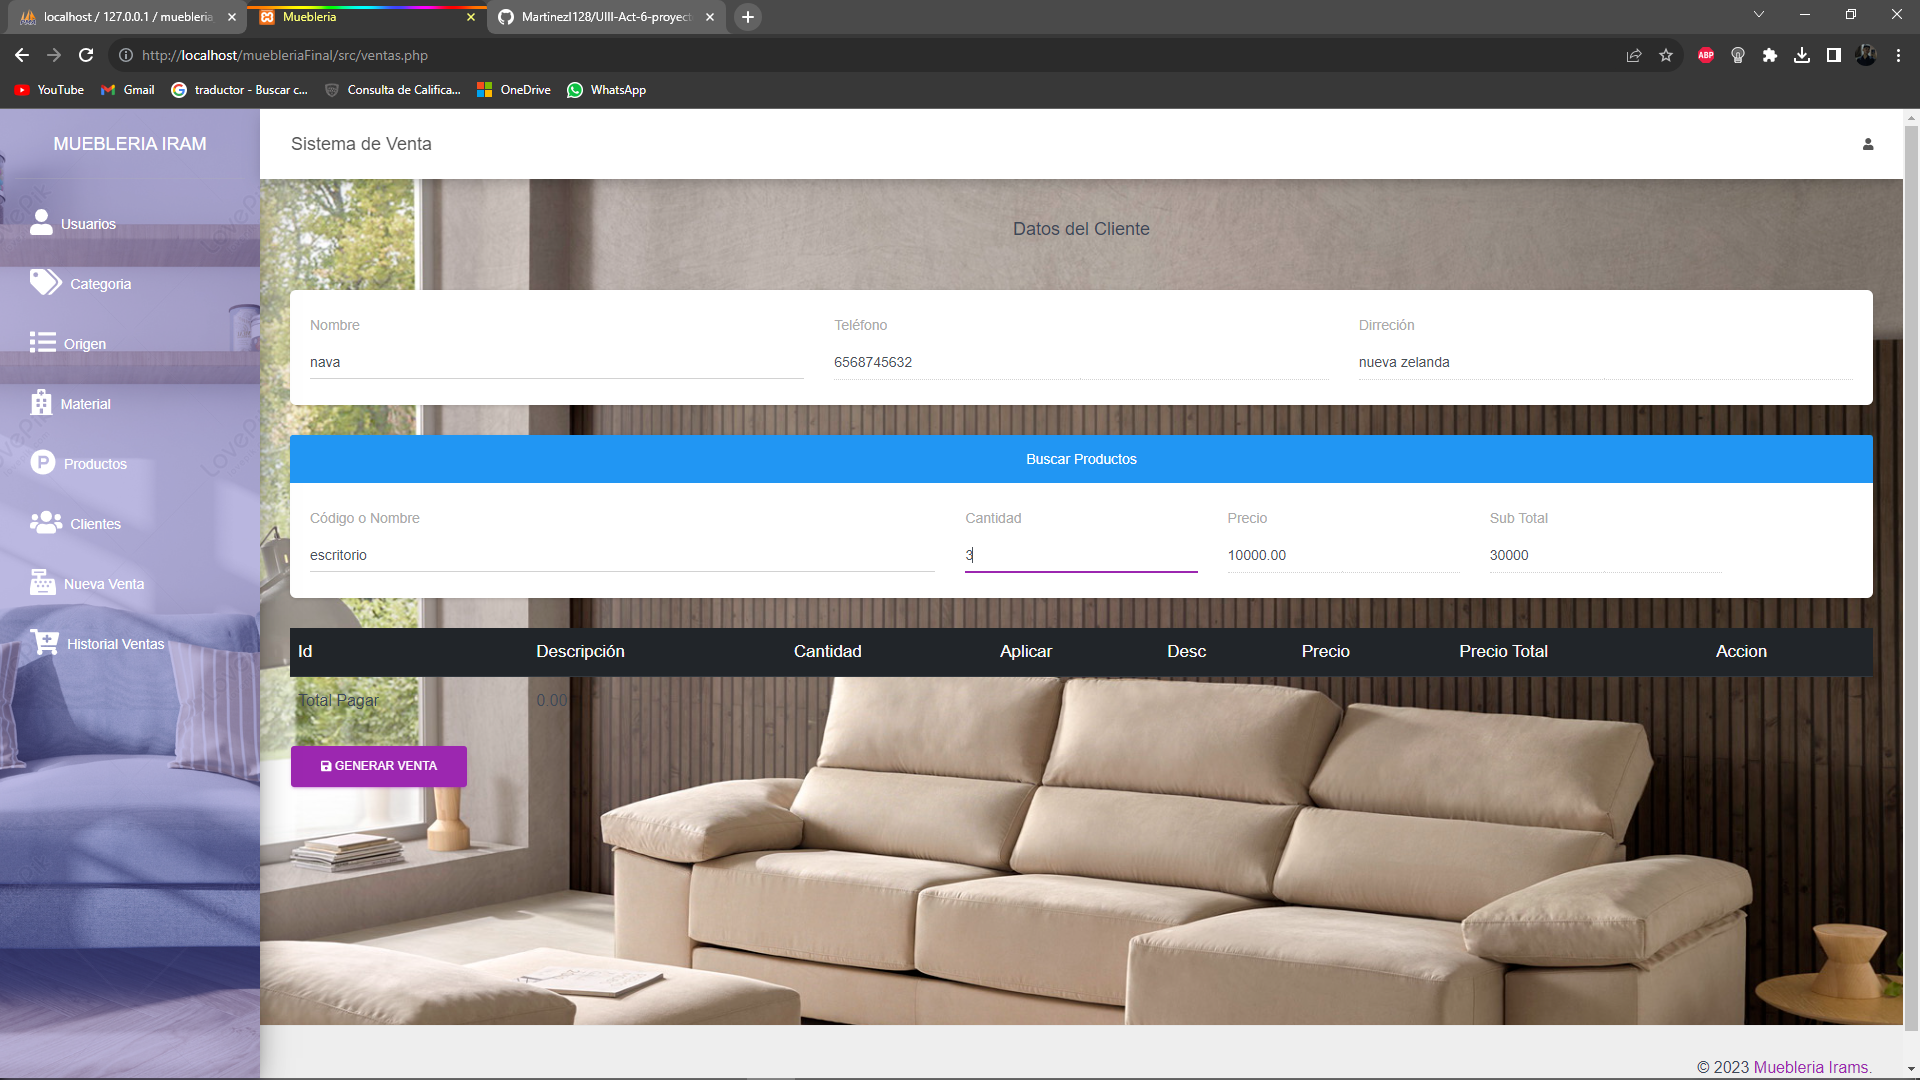 localhost / 127.0.0.1 / muebleria
Muebleria
MartinezI128/UIII-Act-6-proyect
http://localhost/muebleriaFinal/src/ventas.php
ABP
YouTube
Gmail
traductor - Buscar c...
Consulta de Califica...
OneDrive
WhatsApp
MUEBLERIA IRAM
Sistema de Venta
Usuarios
Categoria
Origen
Material
Productos
Clientes
Nueva Venta
Historial Ventas
Datos del Cliente
Nombre
Teléfono
Dirreción
nava
6568745632
nueva zelanda
Buscar Productos
Código o Nombre
Cantidad
Precio
Sub Total
escritorio
3
10000.00
30000
Id
Descripción
Cantidad
Aplicar
Desc
Precio
Precio Total
Accion
Total Pagar
0.00
GENERAR VENTA
© 2023 Muebleria Irams.